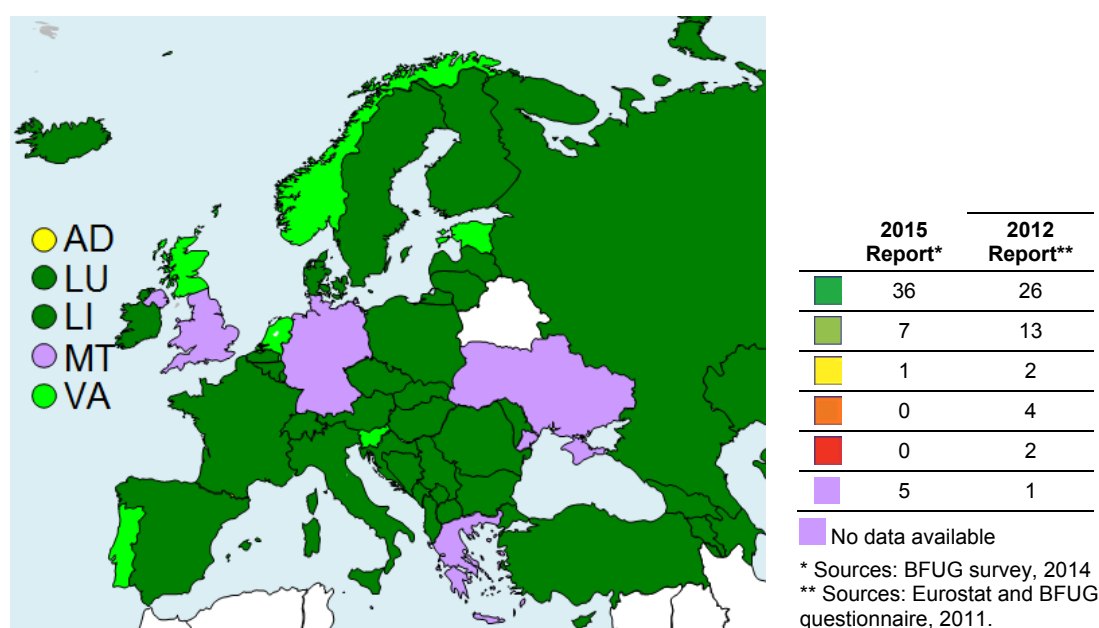 AD
LU
LI
MT
VA
2015 2012
Report* Report**
36 26
7 13
1 2
0 4
0 2
5 1
No data available
* Sources: BFUG survey, 2014
** Sources: Eurostat and BFUG
questionnaire, 2011.